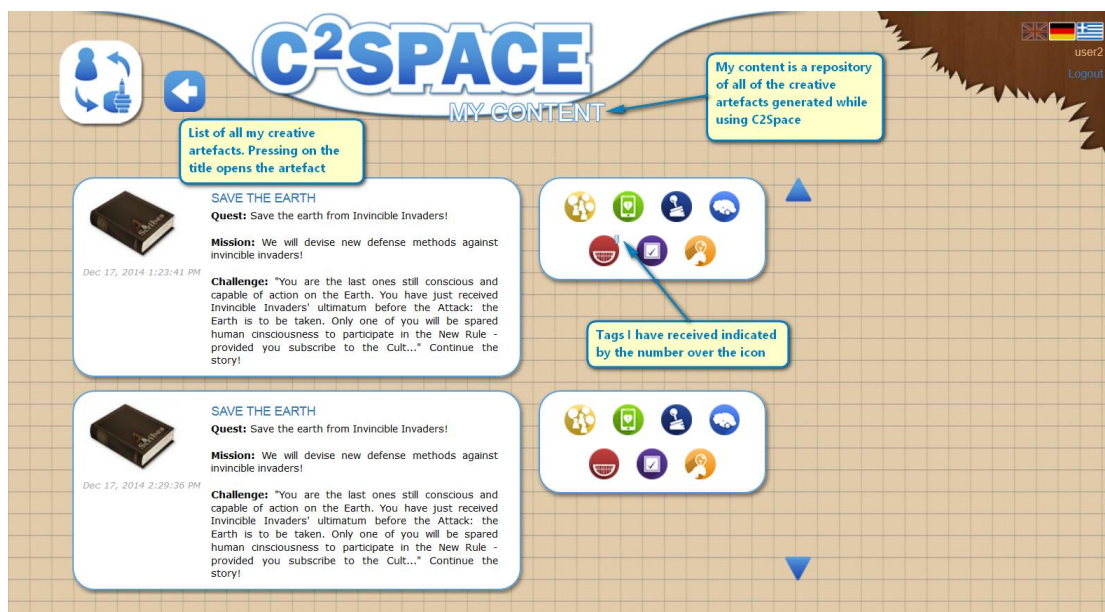 C²SPACE
MY CONTENT
user2
Logout
My content is a repository
of all of the creative
artefacts generated while
using C2Space
List of all my creative
artefacts. Pressing on the
title opens the artefact
SAVE THE EARTH
Quest: Save the earth from Invincible Invaders!
Mission: We will devise new defense methods against
invincible invaders!
Dec 17, 2014 1:23:41 PM
Challenge: "You are the last ones still conscious and
capable of action on the Earth. You have just received
Invincible Invaders' ultimatum before the Attack: the
Earth is to be taken. Only one of you will be spared
human cinsciousness to participate in the New Rule -
provided you subscribe to the Cult..." Continue the
story!
Tags I have received indicated
by the number over the icon
SAVE THE EARTH
Quest: Save the earth from Invincible Invaders!
Mission: We will devise new defense methods against
invincible invaders!
Dec 17, 2014 2:29:36 PM
Challenge: "You are the last ones still conscious and
capable of action on the Earth. You have just received
Invincible Invaders' ultimatum before the Attack: the
Earth is to be taken. Only one of you will be spared
human cinsciousness to participate in the New Rule -
provided you subscribe to the Cult..." Continue the
story!